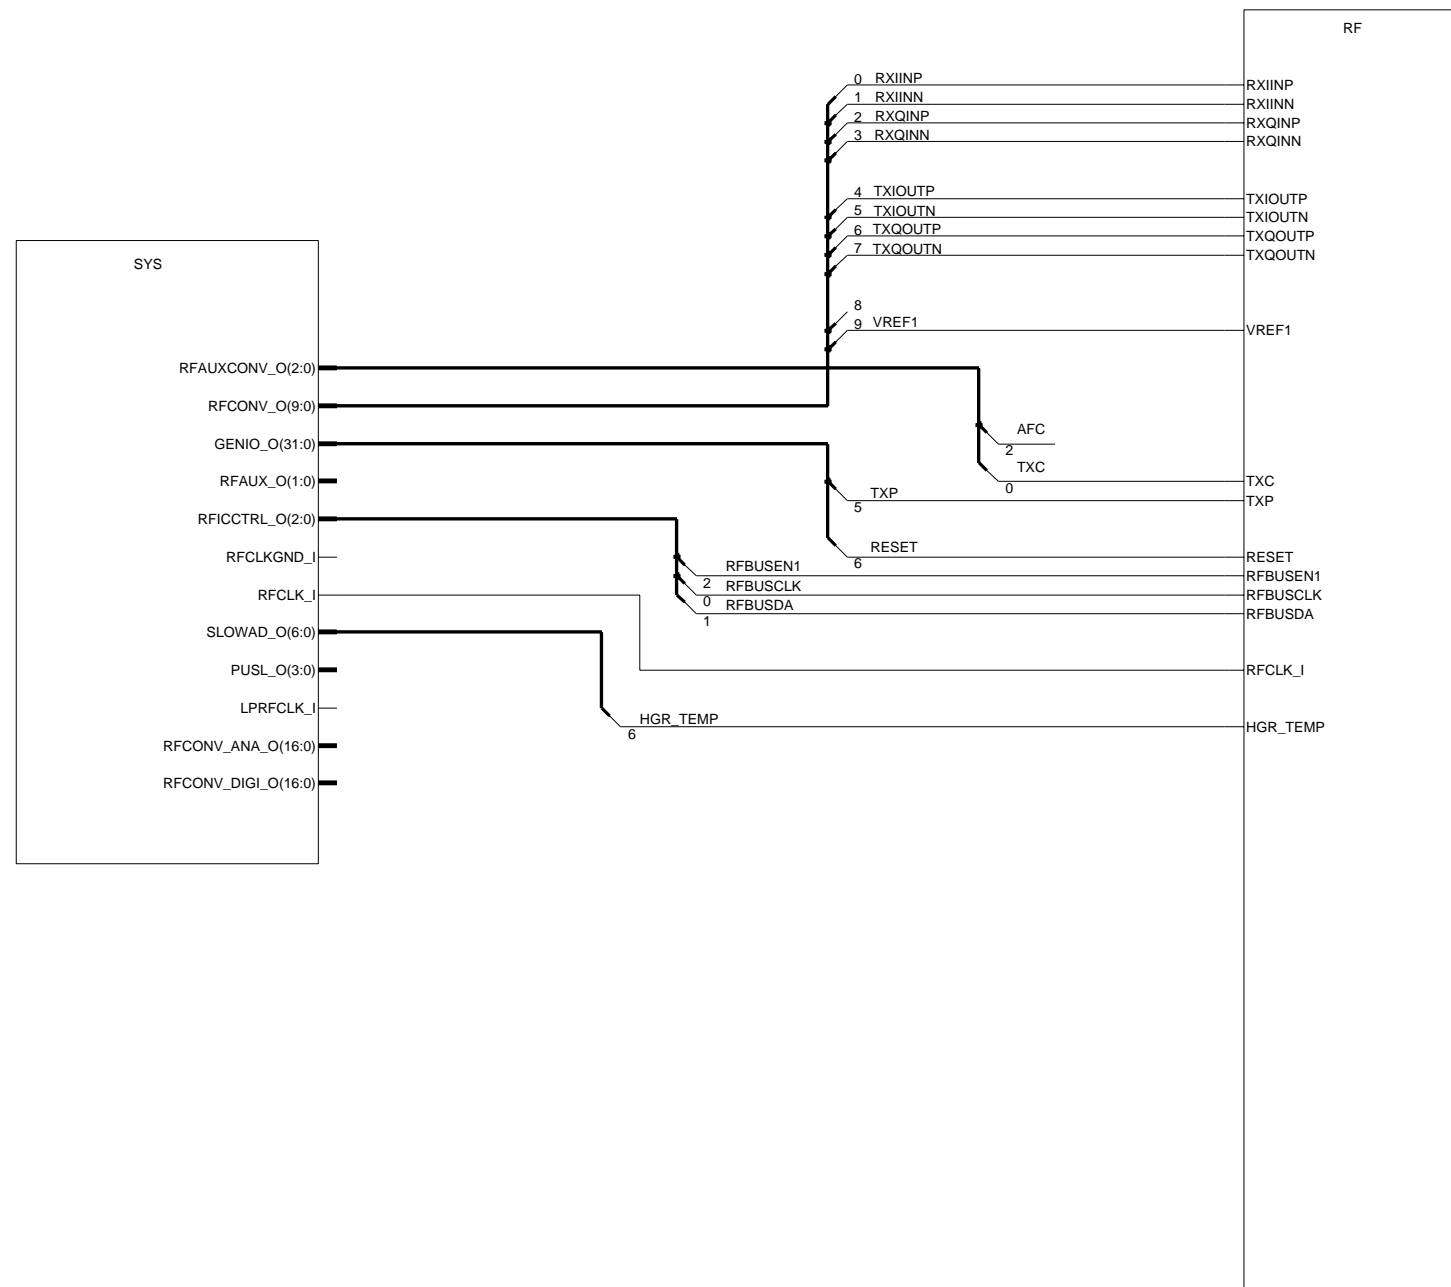 RF
0 RXIINP
RXIINP
1 RXIINN
RXIINN
2 RXQINP
RXQINP
3 RXQINN
RXQINN
4 TXIOUTP
TXIOUTP
5 TXIOUTN
TXIOUTN
6 TXQOUTP
TXQOUTP
7 TXQOUTN
TXQOUTN
SYS
8
9 VREF1
VREF1
RFAUXCONV_O(2:0)
RFCONV_O(9:0)
AFC
GENIO_O(31:0)
2
TXC
RFAUX_O(1:0)
0
TXC
TXP
5
TXP
RFICCTRL_O(2:0)
RESET
RFCLKGND_I
6
RESET
RFBUSEN1
2
RFBUSEN1
RFBUSCLK
RFCLK_I
0
RFBUSCLK
RFBUSDA
1
RFBUSDA
SLOWAD_O(6:0)
PUSL_O(3:0)
RFCLK_I
LPRFCLK_I
HGR_TEMP
6
HGR_TEMP
RFCONV_ANA_O(16:0)
RFCONV_DIGI_O(16:0)